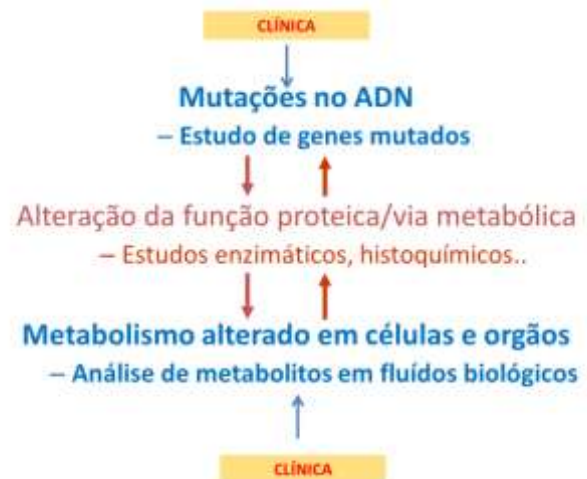 CLÍNICA
Mutações no ADN
– Estudo de genes mutados
Alteração da função proteica/via metabólica
– Estudos enzimáticos, histoquímicos..
Metabolismo alterado em células e orgãos
– Análise de metabolitos em fluídos biológicos
CLÍNICA